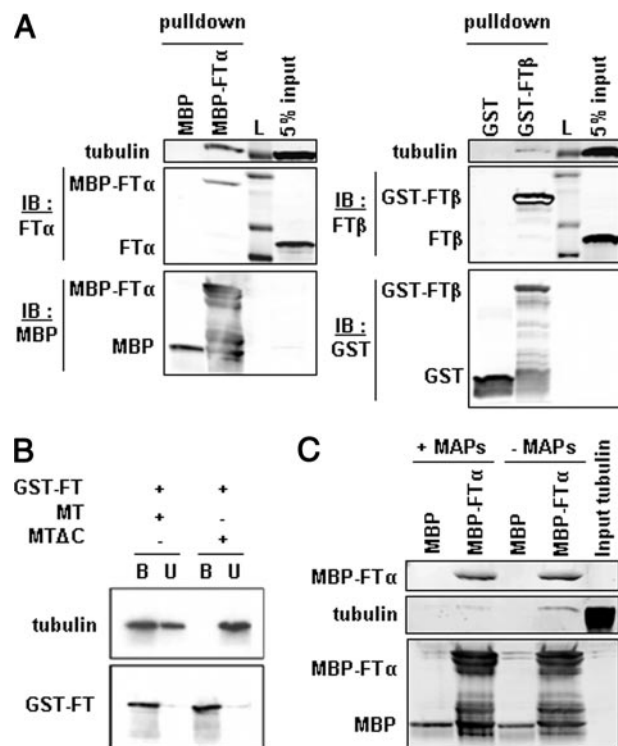 A
pulldown
MBP
MBP-FTα
L
5% input
tubulin
IB :
FTα
MBP-FTα
FTα
IB :
MBP
MBP-FTα
MBP
pulldown
GST
GST-FTβ
L
5% input
tubulin
IB :
FTβ
GST-FTβ
FTβ
IB :
GST
GST-FTβ
GST
B
GST-FT + +
MT + -
MTΔC - +
B U B U
tubulin
GST-FT
C
+ MAPs - MAPs
MBP
MBP-FTα
MBP
MBP-FTα
Input tubulin
MBP-FTα
tubulin
MBP-FTα
MBP